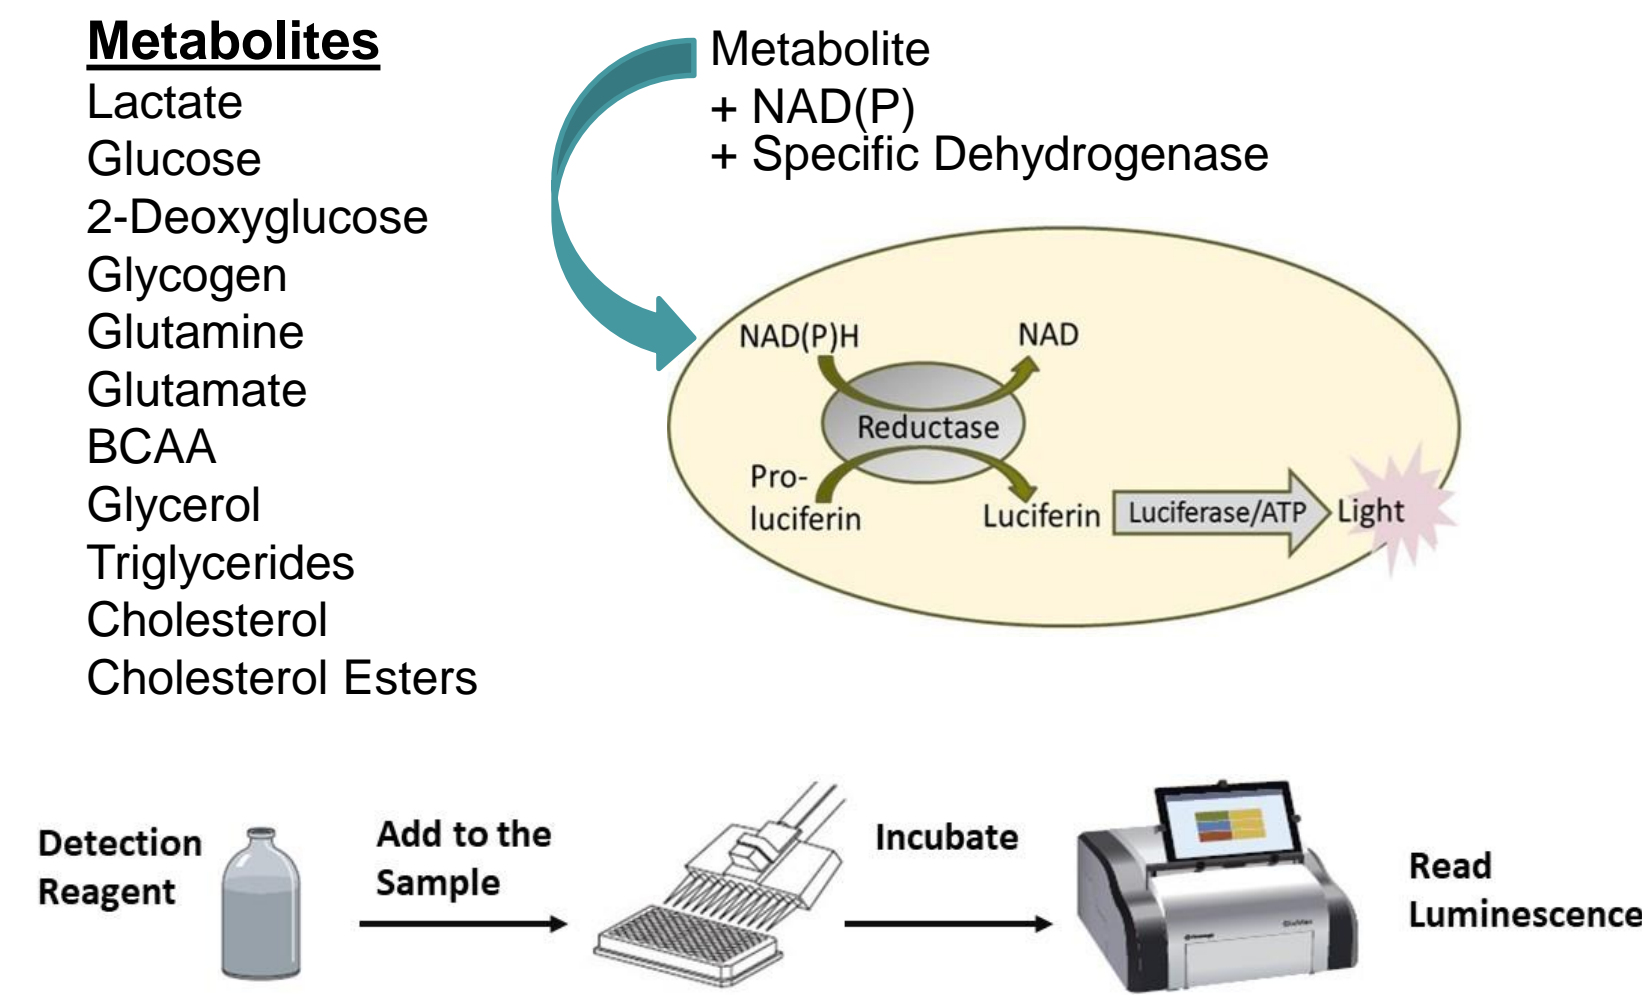 Metabolites
Lactate
Glucose
2-Deoxyglucose
Glycogen
Glutamine
Glutamate
BCAA
Glycerol
Triglycerides
Cholesterol
Cholesterol Esters
Metabolite
+ NAD(P)
+ Specific Dehydrogenase
NAD(P)H
NAD
Reductase
Pro-
luciferin
Luciferin
Luciferase/ATP
Light
Detection
Reagent
Add to the
Sample
Incubate
Read
Luminescence